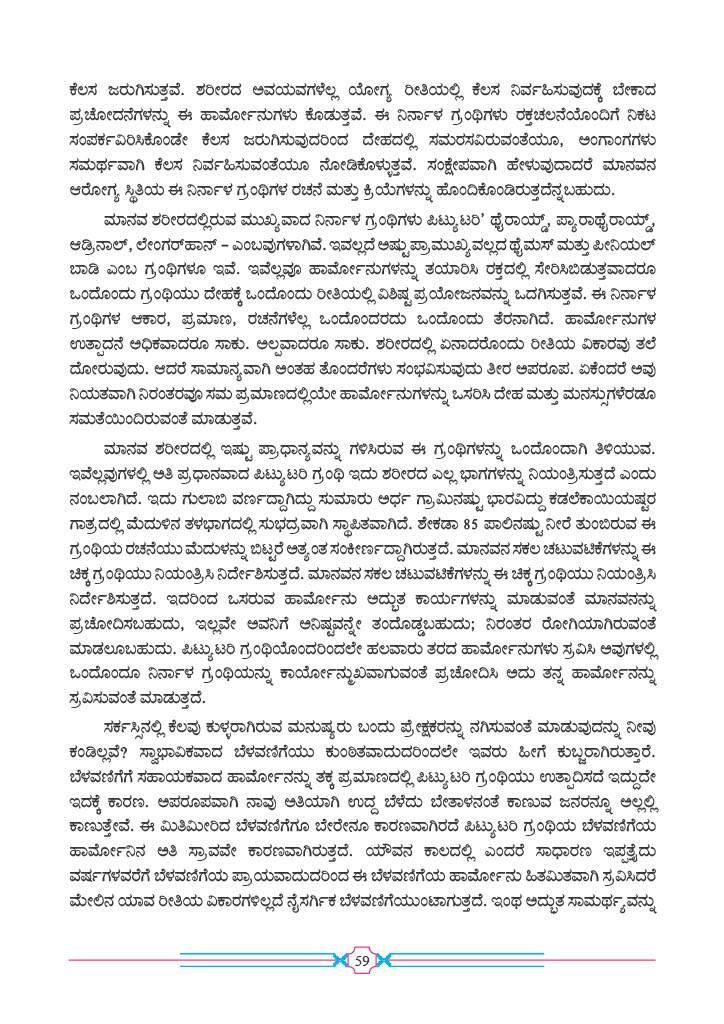 ಕೆಲಸ ಜರುಗಿಸುತ್ತವೆ. ಶರೀರದ ಅವಯವಗಳೆಲ್ಲ ಯೋಗ್ಯ ರೀತಿಯಲ್ಲಿ ಕೆಲಸ ನಿರ್ವಹಿಸುವುದಕ್ಕೆ ಬೇಕಾದ
ಪ್ರಚೋದನೆಗಳನ್ನು ಈ ಹಾರ್ಮೋನುಗಳು ಕೊಡುತ್ತವೆ. ಈ ನಿರ್ನಾಳ ಗ್ರಂಥಿಗಳು ರಕ್ತಚಲನೆಯೊಂದಿಗೆ ನಿಕಟ
ಸಂಪರ್ಕವಿರಿಸಿಕೊಂಡೇ ಕೆಲಸ ಜರುಗಿಸುವುದರಿಂದ ದೇಹದಲ್ಲಿ ಸಮರಸವಿರುವಂತೆಯೂ, ಅಂಗಾಂಗಗಳು
ಸಮರ್ಥವಾಗಿ ಕೆಲಸ ನಿರ್ವಹಿಸುವಂತೆಯೂ ನೋಡಿಕೊಳ್ಳುತ್ತವೆ. ಸಂಕ್ಷೇಪವಾಗಿ ಹೇಳುವುದಾದರೆ ಮಾನವನ
ಆರೋಗ್ಯ ಸ್ಥಿತಿಯ ಈ ನಿರ್ನಾಳ ಗ್ರಂಥಿಗಳ ರಚನೆ ಮತ್ತು ಕ್ರಿಯೆಗಳನ್ನು ಹೊಂದಿಕೊಂಡಿರುತ್ತದೆನ್ನಬಹುದು.
ಮಾನವ ಶರೀರದಲ್ಲಿರುವ ಮುಖ್ಯವಾದ ನಿರ್ನಾಳ ಗ್ರಂಥಿಗಳು ಪಿಟ್ಯುಟರಿ' ಥೈರಾಯ್ಡ್, ಪ್ಯಾರಾಥೈರಾಯ್ಡ್,
ಆಡ್ರಿನಾಲ್, ಲೇಂಗರ್‌ಹಾನ್ – ಎಂಬವುಗಳಾಗಿವೆ. ಇವಲ್ಲದೆ ಅಷ್ಟು ಪ್ರಾಮುಖ್ಯವಲ್ಲದ ಥೈಮಸ್ ಮತ್ತು ಪೀನಿಯಲ್
ಬಾಡಿ ಎಂಬ ಗ್ರಂಥಿಗಳೂ ಇವೆ. ಇವೆಲ್ಲವೂ ಹಾರ್ಮೋನುಗಳನ್ನು ತಯಾರಿಸಿ ರಕ್ತದಲ್ಲಿ ಸೇರಿಸಿಬಿಡುತ್ತವಾದರೂ
ಒಂದೊಂದು ಗ್ರಂಥಿಯು ದೇಹಕ್ಕೆ ಒಂದೊಂದು ರೀತಿಯಲ್ಲಿ ವಿಶಿಷ್ಟ ಪ್ರಯೋಜನವನ್ನು ಒದಗಿಸುತ್ತವೆ. ಈ ನಿರ್ನಾಳ
ಗ್ರಂಥಿಗಳ ಆಕಾರ, ಪ್ರಮಾಣ, ರಚನೆಗಳೆಲ್ಲ ಒಂದೊಂದರದು ಒಂದೊಂದು ತೆರನಾಗಿದೆ. ಹಾರ್ಮೋನುಗಳ
ಉತ್ಪಾದನೆ ಅಧಿಕವಾದರೂ ಸಾಕು. ಅಲ್ಪವಾದರೂ ಸಾಕು. ಶರೀರದಲ್ಲಿ ಏನಾದರೊಂದು ರೀತಿಯ ವಿಕಾರವು ತಲೆ
ದೋರುವುದು. ಆದರೆ ಸಾಮಾನ್ಯವಾಗಿ ಅಂತಹ ತೊಂದರೆಗಳು ಸಂಭವಿಸುವುದು ತೀರ ಅಪರೂಪ. ಏಕೆಂದರೆ ಅವು
ನಿಯತವಾಗಿ ನಿರಂತರವೂ ಸಮ ಪ್ರಮಾಣದಲ್ಲಿಯೇ ಹಾರ್ಮೋನುಗಳನ್ನು ಒಸರಿಸಿ ದೇಹ ಮತ್ತು ಮನಸ್ಸುಗಳೆರಡೂ
ಸಮತೆಯಿಂದಿರುವಂತೆ ಮಾಡುತ್ತವೆ.
ಮಾನವ ಶರೀರದಲ್ಲಿ ಇಷ್ಟು ಪ್ರಾಧಾನ್ಯವನ್ನು ಗಳಿಸಿರುವ ಈ ಗ್ರಂಥಿಗಳನ್ನು ಒಂದೊಂದಾಗಿ ತಿಳಿಯುವ.
ಇವೆಲ್ಲವುಗಳಲ್ಲಿ ಅತಿ ಪ್ರಧಾನವಾದ ಪಿಟ್ಯುಟರಿ ಗ್ರಂಥಿ ಇದು ಶರೀರದ ಎಲ್ಲ ಭಾಗಗಳನ್ನು ನಿಯಂತ್ರಿಸುತ್ತದೆ ಎಂದು
ನಂಬಲಾಗಿದೆ. ಇದು ಗುಲಾಬಿ ವರ್ಣದ್ದಾಗಿದ್ದು ಸುಮಾರು ಅರ್ಧ ಗ್ರಾಮಿನಷ್ಟು ಭಾರವಿದ್ದು ಕಡಲೆಕಾಯಿಯಷ್ಟರ
ಗಾತ್ರದಲ್ಲಿ ಮೆದುಳಿನ ತಳಭಾಗದಲ್ಲಿ ಸುಭದ್ರವಾಗಿ ಸ್ಥಾಪಿತವಾಗಿದೆ. ಶೇಕಡಾ 85 ಪಾಲಿನಷ್ಟು ನೀರೆ ತುಂಬಿರುವ ಈ
ಗ್ರಂಥಿಯ ರಚನೆಯು ಮೆದುಳನ್ನು ಬಿಟ್ಟರೆ ಅತ್ಯಂತ ಸಂಕೀರ್ಣದ್ದಾಗಿರುತ್ತದೆ. ಮಾನವನ ಸಕಲ ಚಟುವಟಿಕೆಗಳನ್ನು ಈ
ಚಿಕ್ಕ ಗ್ರಂಥಿಯು ನಿಯಂತ್ರಿಸಿ ನಿರ್ದೇಶಿಸುತ್ತದೆ. ಮಾನವನ ಸಕಲ ಚಟುವಟಿಕೆಗಳನ್ನು ಈ ಚಿಕ್ಕ ಗ್ರಂಥಿಯು ನಿಯಂತ್ರಿಸಿ
ನಿರ್ದೇಶಿಸುತ್ತದೆ. ಇದರಿಂದ ಒಸರುವ ಹಾರ್ಮೋನು ಅದ್ಭುತ ಕಾರ್ಯಗಳನ್ನು ಮಾಡುವಂತೆ ಮಾನವನನ್ನು
ಪ್ರಚೋದಿಸಬಹುದು, ಇಲ್ಲವೇ ಅವನಿಗೆ ಅನಿಷ್ಟವನ್ನೇ ತಂದೊಡ್ಡಬಹುದು; ನಿರಂತರ ರೋಗಿಯಾಗಿರುವಂತೆ
ಮಾಡಲೂಬಹುದು. ಪಿಟ್ಯುಟರಿ ಗ್ರಂಥಿಯೊಂದರಿಂದಲೇ ಹಲವಾರು ತರದ ಹಾರ್ಮೋನುಗಳು ಸ್ರವಿಸಿ ಅವುಗಳಲ್ಲಿ
ಒಂದೊಂದೂ ನಿರ್ನಾಳ ಗ್ರಂಥಿಯನ್ನು ಕಾರ್ಯೋನ್ಮುಖವಾಗುವಂತೆ ಪ್ರಚೋದಿಸಿ ಅದು ತನ್ನ ಹಾರ್ಮೋನನ್ನು
ಸ್ರವಿಸುವಂತೆ ಮಾಡುತ್ತದೆ.
ಸರ್ಕಸ್ಸಿನಲ್ಲಿ ಕೆಲವು ಕುಳ್ಳರಾಗಿರುವ ಮನುಷ್ಯರು ಬಂದು ಪ್ರೇಕ್ಷಕರನ್ನು ನಗಿಸುವಂತೆ ಮಾಡುವುದನ್ನು ನೀವು
ಕಂಡಿಲ್ಲವೆ? ಸ್ವಾಭಾವಿಕವಾದ ಬೆಳವಣಿಗೆಯು ಕುಂಠಿತವಾದುದರಿಂದಲೇ ಇವರು ಹೀಗೆ ಕುಬ್ಜರಾಗಿರುತ್ತಾರೆ.
ಬೆಳವಣಿಗೆಗೆ ಸಹಾಯಕವಾದ ಹಾರ್ಮೋನನ್ನು ತಕ್ಕ ಪ್ರಮಾಣದಲ್ಲಿ ಪಿಟ್ಯುಟರಿ ಗ್ರಂಥಿಯು ಉತ್ಪಾದಿಸದೆ ಇದ್ದುದೇ
ಇದಕ್ಕೆ ಕಾರಣ. ಅಪರೂಪವಾಗಿ ನಾವು ಅತಿಯಾಗಿ ಉದ್ದ ಬೆಳೆದು ಬೇತಾಳನಂತೆ ಕಾಣುವ ಜನರನ್ನೂ ಅಲ್ಲಲ್ಲಿ
ಕಾಣುತ್ತೇವೆ. ಈ ಮಿತಿಮೀರಿದ ಬೆಳವಣಿಗೆಗೂ ಬೇರೇನೂ ಕಾರಣವಾಗಿರದೆ ಪಿಟ್ಯುಟರಿ ಗ್ರಂಥಿಯ ಬೆಳವಣಿಗೆಯ
ಹಾರ್ಮೋನಿನ ಅತಿ ಸ್ರಾವವೇ ಕಾರಣವಾಗಿರುತ್ತದೆ. ಯೌವನ ಕಾಲದಲ್ಲಿ ಎಂದರೆ ಸಾಧಾರಣ ಇಪ್ಪತ್ತೈದು
ವರ್ಷಗಳವರೆಗೆ ಬೆಳವಣಿಗೆಯ ಪ್ರಾಯವಾದುದರಿಂದ ಈ ಬೆಳವಣಿಗೆಯ ಹಾರ್ಮೋನು ಹಿತಮಿತವಾಗಿ ಸ್ರವಿಸಿದರೆ
ಮೇಲಿನ ಯಾವ ರೀತಿಯ ವಿಕಾರಗಳಿಲ್ಲದೆ ನೈಸರ್ಗಿಕ ಬೆಳವಣಿಗೆಯುಂಟಾಗುತ್ತದೆ. ಇಂಥ ಅದ್ಭುತ ಸಾಮರ್ಥ್ಯವನ್ನು
59